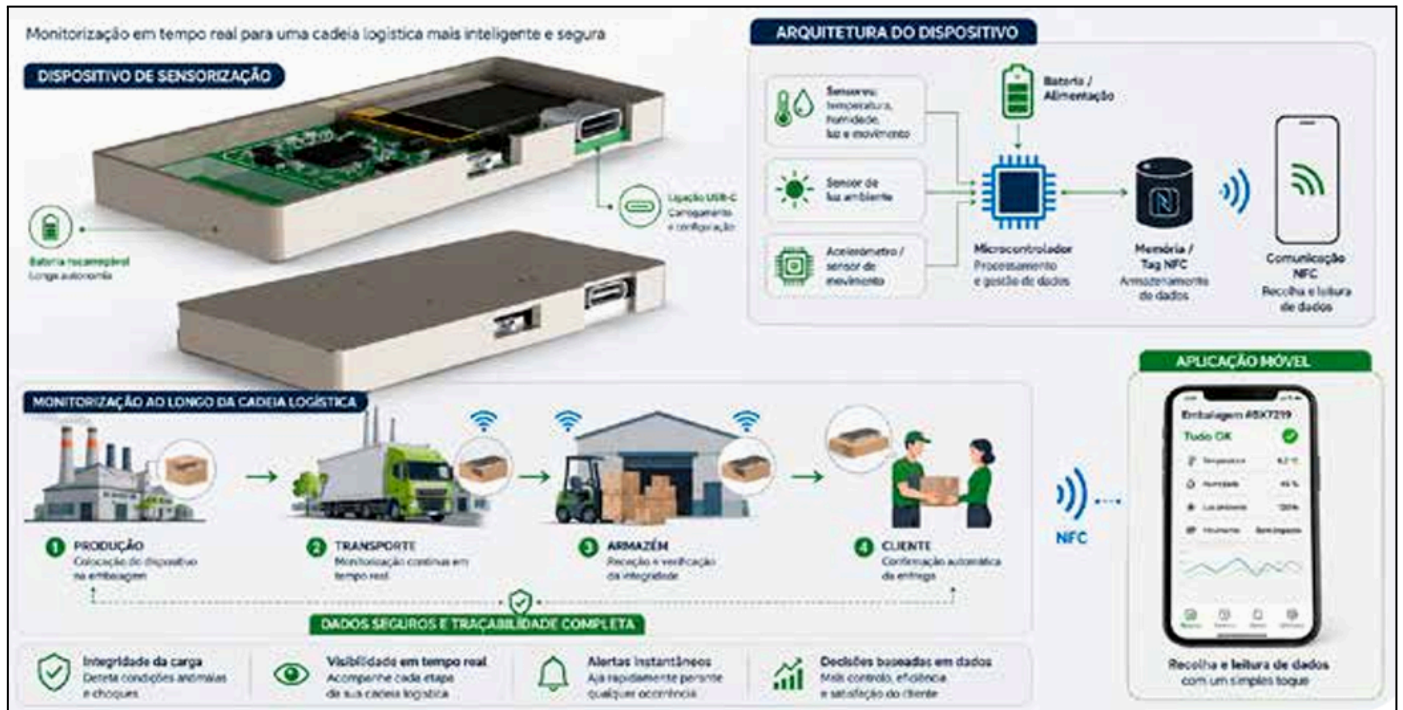 Monitorização em tempo real para uma cadeia logística mais inteligente e segura
DISPOSITIVO DE SENSORIZAÇÃO
Ligação USB-C
Carregamento
e configuração
Bateria recarregável
Longa autonomia
ARQUITETURA DO DISPOSITIVO
Sensores:
temperatura,
humidade,
luz e movimento
Sensor de
luz ambiente
Acelerómetro /
sensor de
movimento
Bateria /
Alimentação
Microcontrolador
Processamento
e gestão de dados
Memória /
Tag NFC
Armazenamento
de dados
Comunicação
NFC
Recolha e leitura
de dados
MONITORIZAÇÃO AO LONGO DA CADEIA LOGÍSTICA
1 PRODUÇÃO
Colocação do dispositivo
na embalagem
2 TRANSPORTE
Monitorização contínua em
tempo real
3 ARMAZÉM
Receção e verificação
da integridade
4 CLIENTE
Confirmação automática
da entrega
DADOS SEGUROS E TRAÇABILIDADE COMPLETA
NFC
APLICAÇÃO MÓVEL
Embalagem #BX7219
Tudo OK
Temperatura
Humidade
Luz ambiente
Movimento
Recolha e leitura de dados
com um simples toque
Integridade da carga
Deteta condições anómalas
e choques
Visibilidade em tempo real
Acompanhe cada etapa
da sua cadeia logística
Alertas instantâneos
Aja rapidamente perante
qualquer ocorrência
Decisões baseadas em dados
Mais controlo, eficiência
e satisfação do cliente